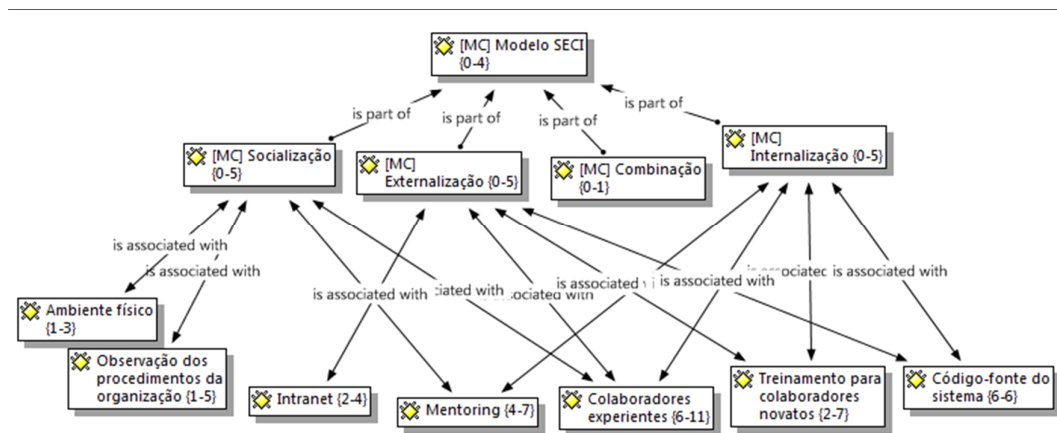 [MC] Modelo SECI
{0-4}
is part of
is part of
is part of
is part of
[MC] Socialização
{0-5}
[MC]
Externalização {0-5}
[MC] Combinação
{0-1}
[MC]
Internalização {0-5}
is associated with
is associated with
is associated with
associated with
is associated
is associated with
associated
is associated with
Ambiente físico
{1-3}
Observação dos
procedimentos da
organização {1-5}
Intranet {2-4}
Mentoring {4-7}
Colaboradores
experientes {6-11}
Treinamento para
colaboradores
novatos {2-7}
Código-fonte do
sistema {6-6}